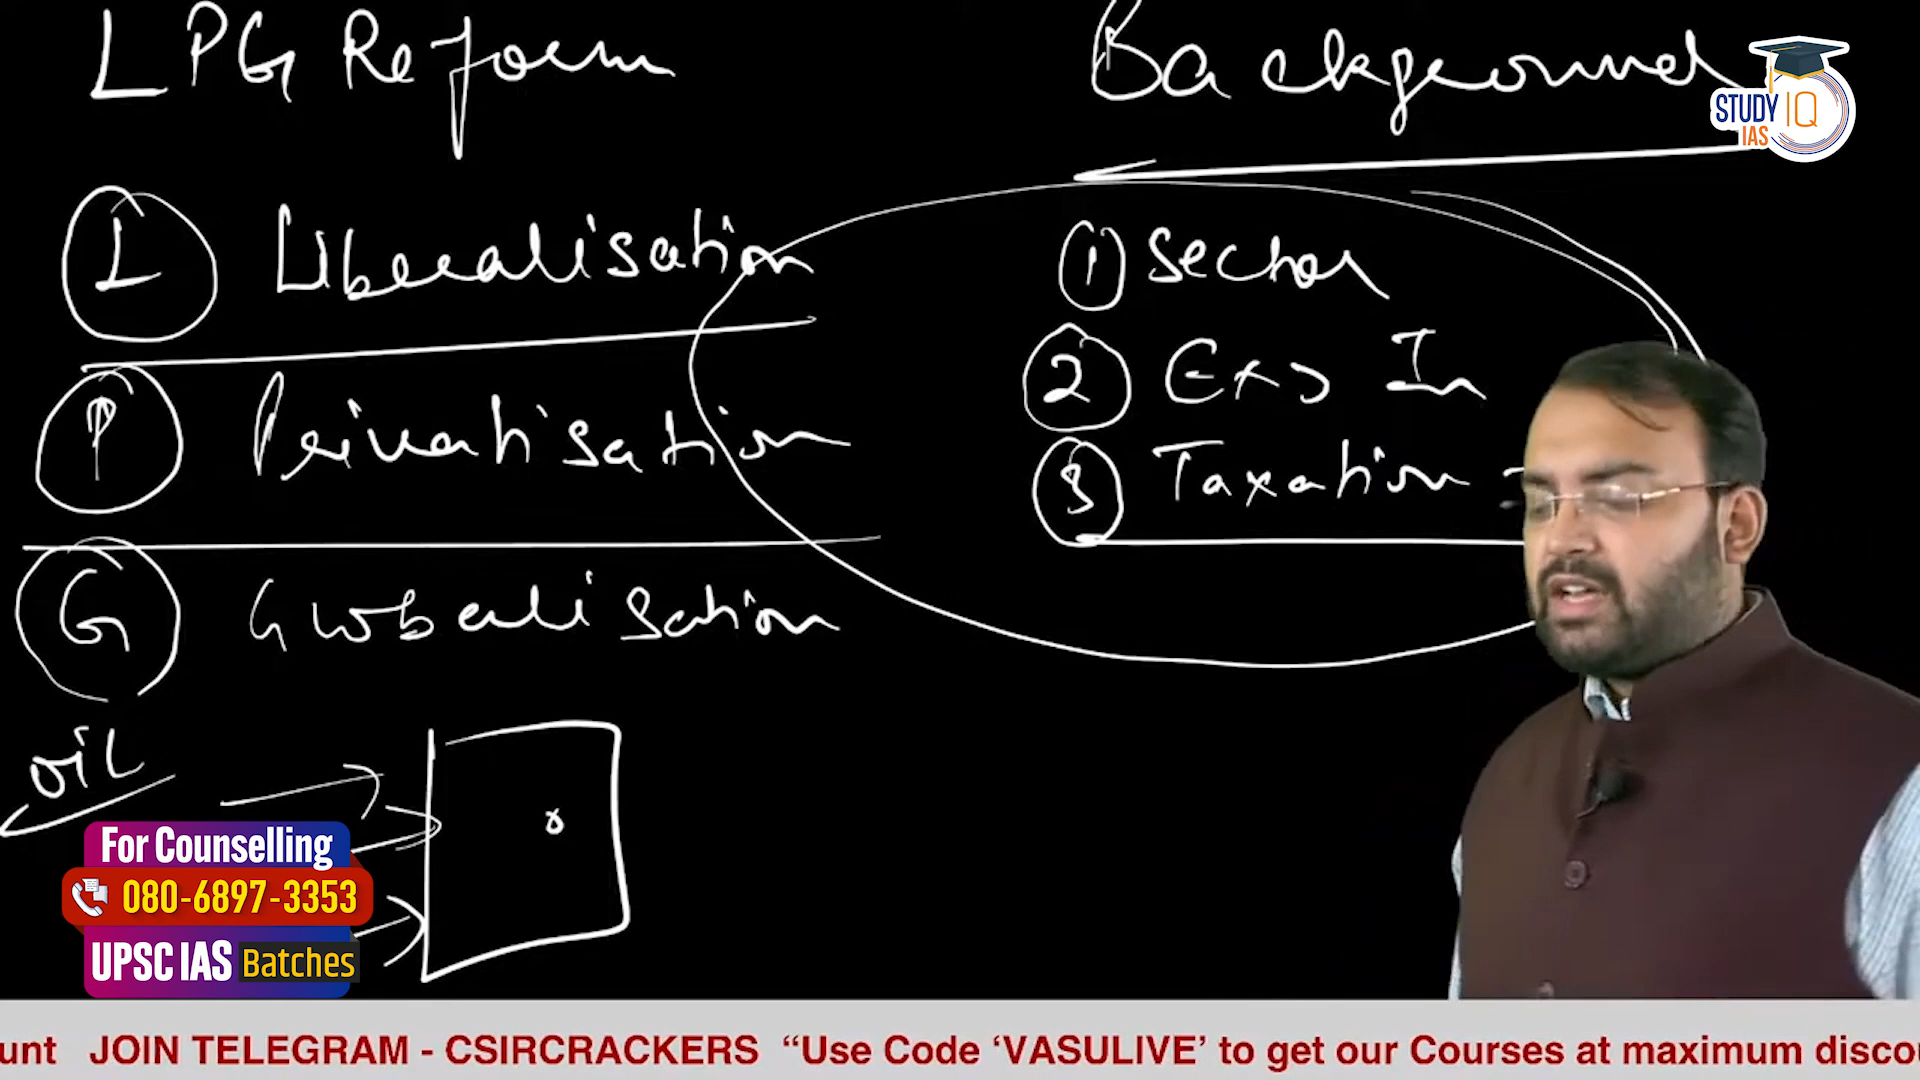 LPG Reform
Background
STUDY IQ
IAS
L Liberalisation
P Privatisation
G Globalisation
1 Sector
2 In
3 Taxation =
oil
For Counselling
080-6897-3353
UPSC IAS Batches
unt JOIN TELEGRAM - CSIRCRACKERS “Use Code ‘VASULIVE’ to get our Courses at maximum disco